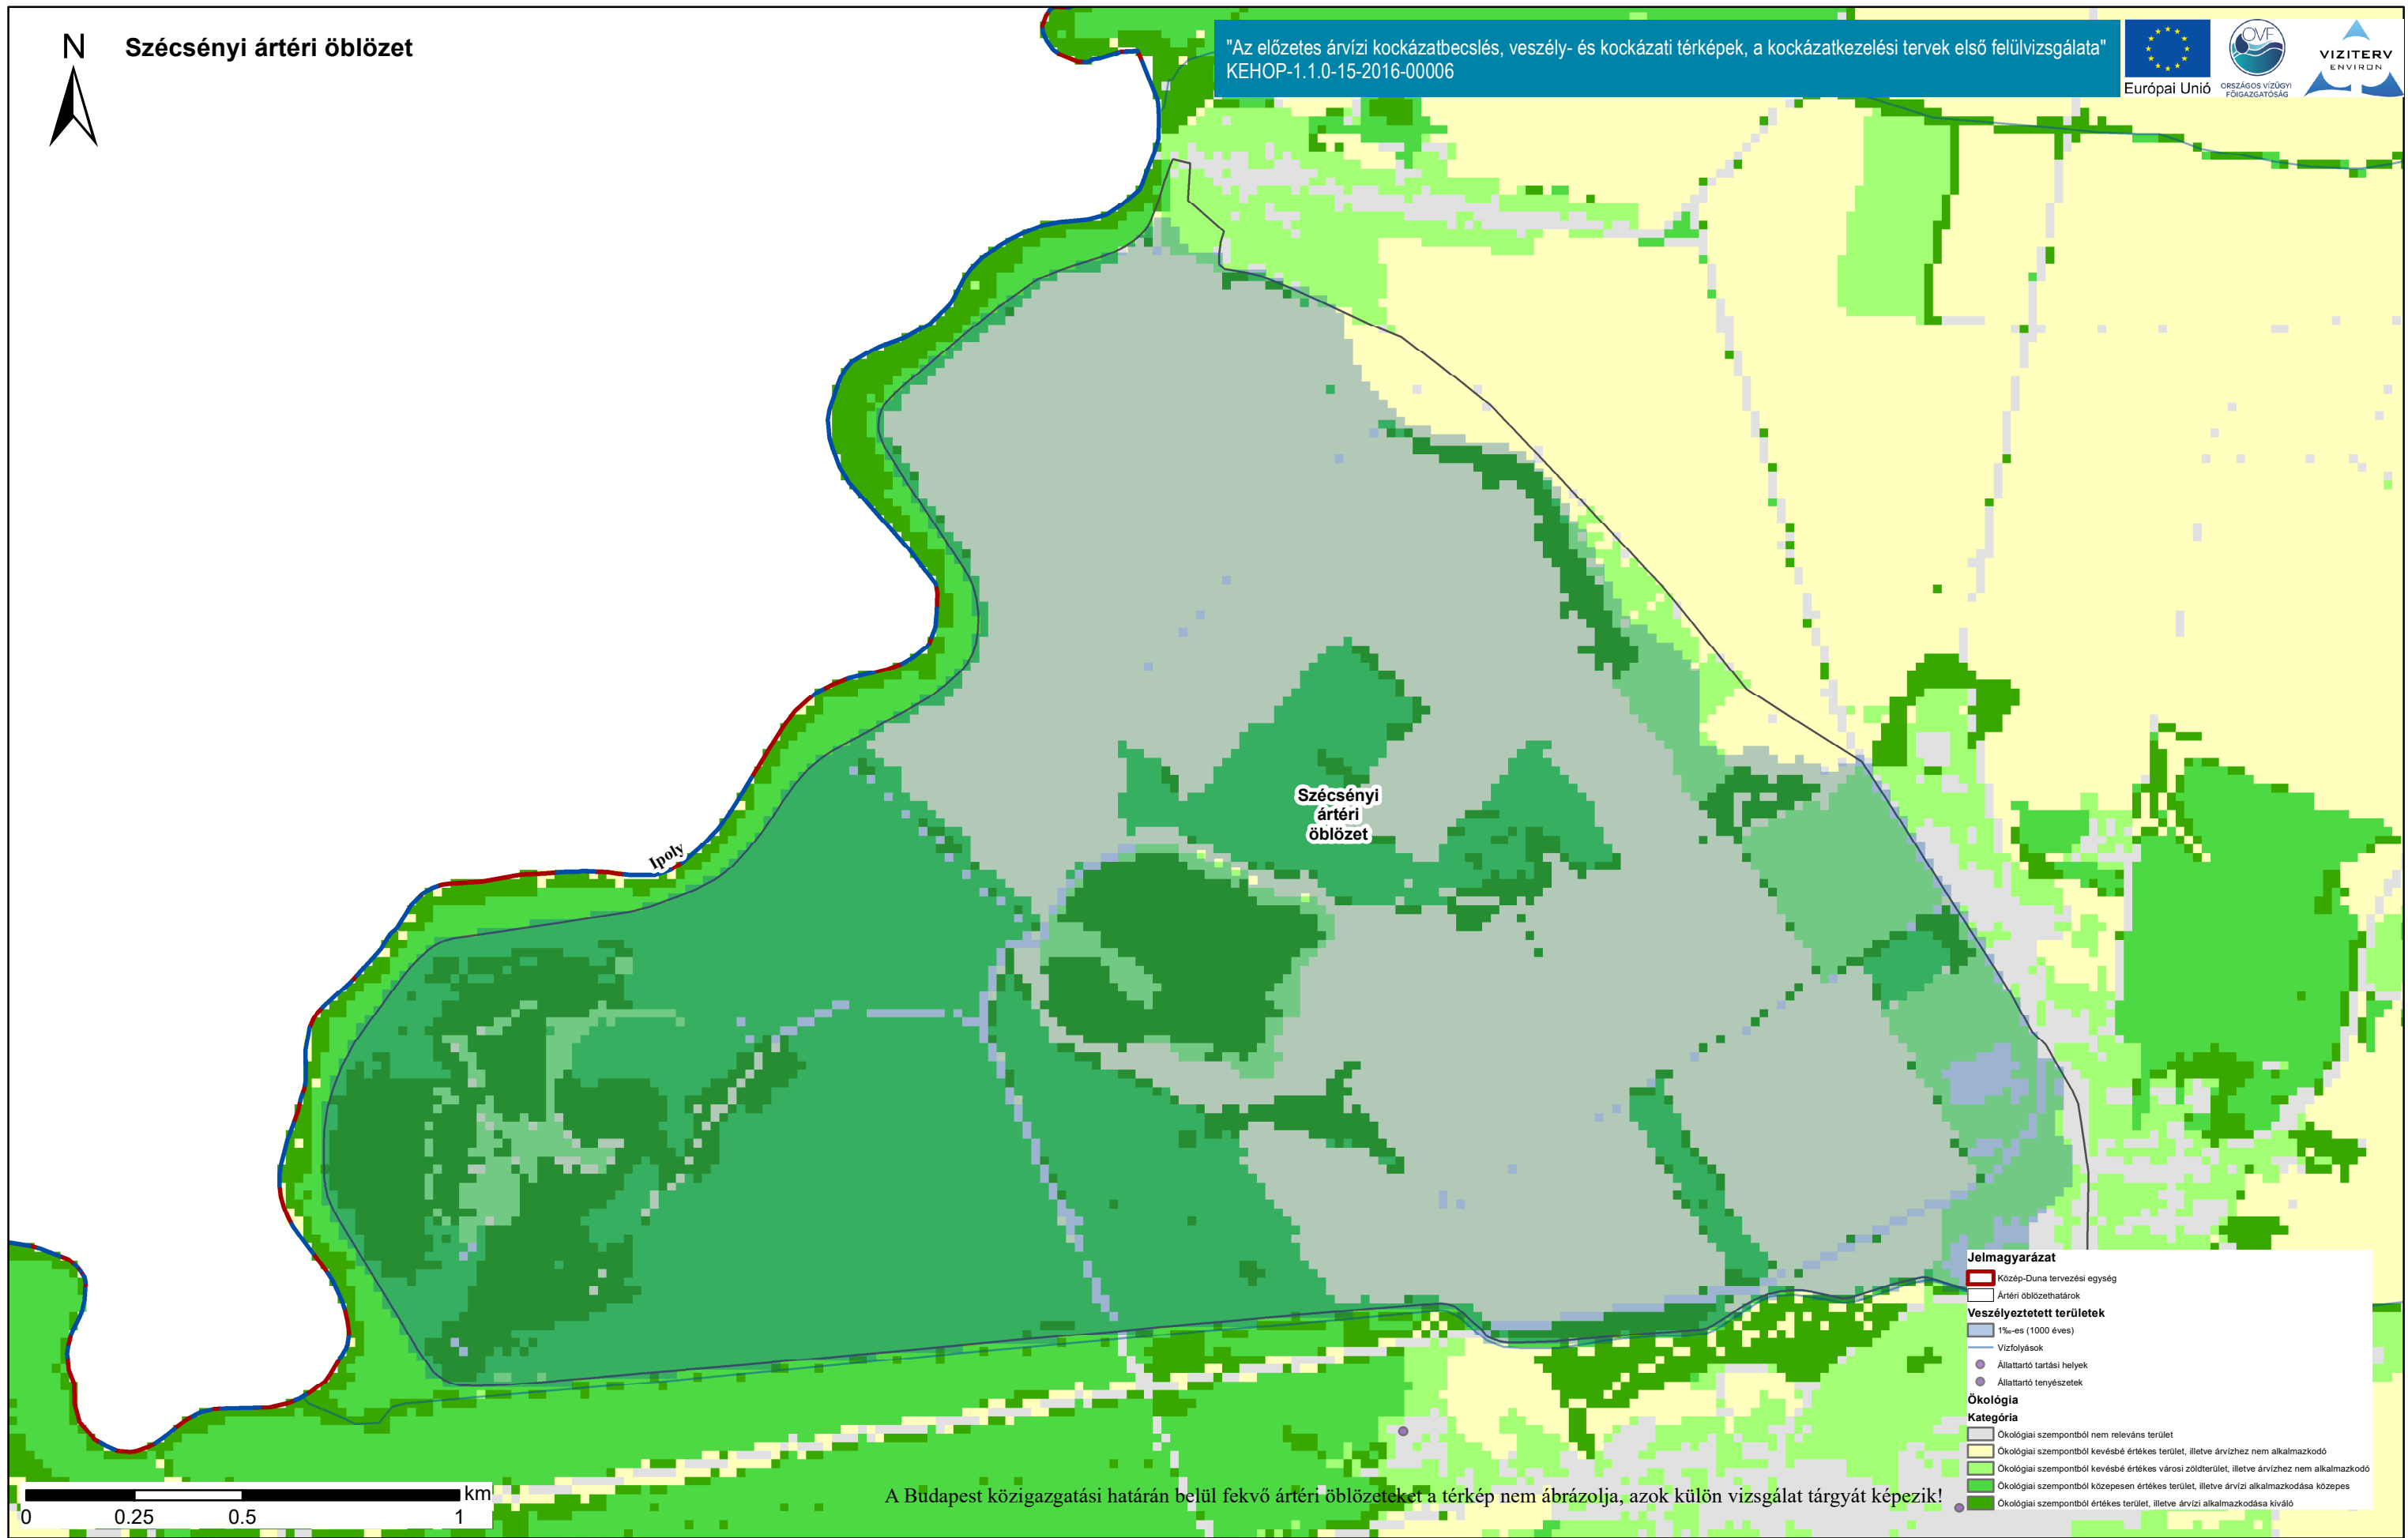 N
Szécsényi ártéri öblözet
"Az előzetes árvízi kockázatbecslés, veszély- és kockázati térképek, a kockázatkezelési tervek első felülvizsgálata"
KEHOP-1.1.0-15-2016-00006
Európai Unió
OVF
ORSZÁGOS VÍZÜGYI
FŐIGAZGATÓSÁG
VIZITERV
ENVIRON
Szécsényi
ártéri
öblözet
Ipoly
Jelmagyarázat
Közép-Duna tervezési egység
Ártéri öblözethatárok
Veszélyeztetett területek
1‰-es (1000 éves)
Vízfolyások
Állattartó tartási helyek
Állattartó tenyészetek
Ökológia
Kategória
Ökológiai szempontból nem releváns terület
Ökológiai szempontból kevésbé értékes terület, illetve árvízhez nem alkalmazkodó
Ökológiai szempontból kevésbé értékes városi zöldterület, illetve árvízhez nem alkalmazkodó
Ökológiai szempontból közepesen értékes terület, illetve árvízi alkalmazkodása közepes
Ökológiai szempontból értékes terület, illetve árvízi alkalmazkodása kiváló
A Budapest közigazgatási határán belül fekvő ártéri öblözeteket a térkép nem ábrázolja, azok külön vizsgálat tárgyát képezik!
km
0 0.25 0.5 1